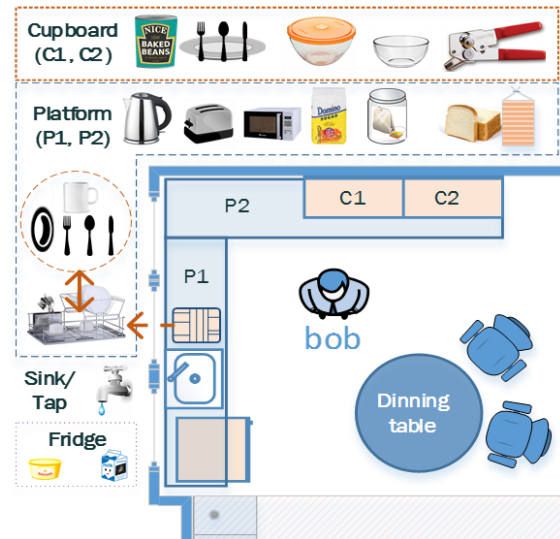 Cupboard
(C1, C2)
NICE
BAKED
BEANS
Platform
(P1, P2)
Domino
P2
C1
C2
P1
bob
Sink/
Tap
Dinning
table
Fridge